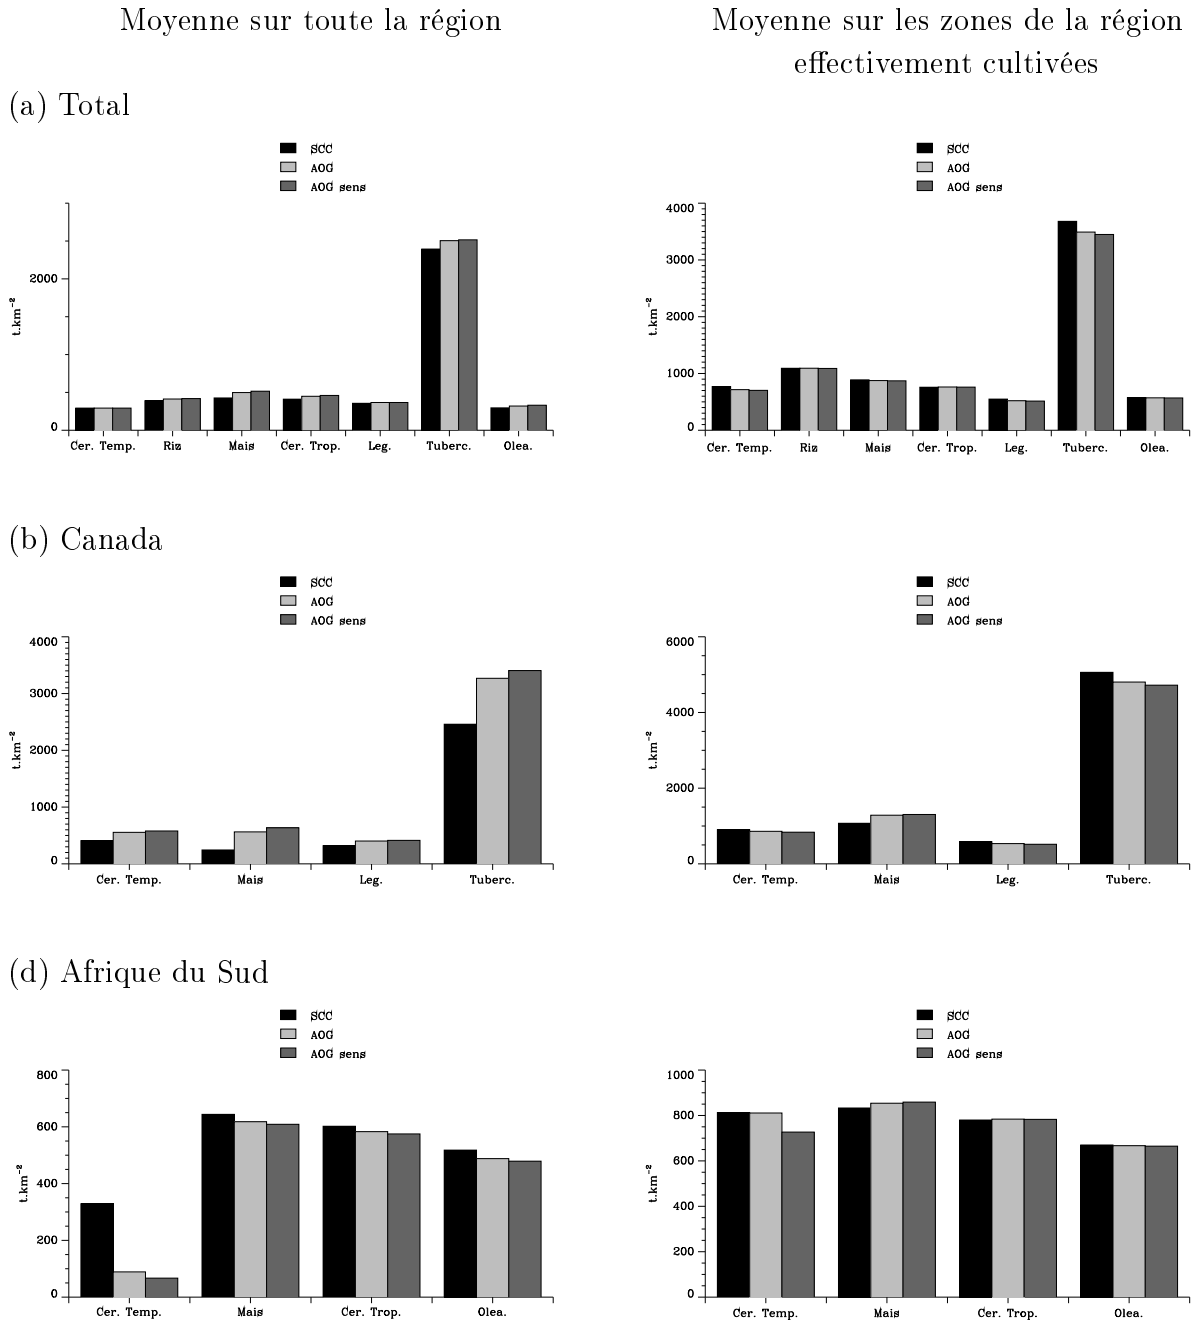 Moyenne sur toute la région
Moyenne sur les zones de la région
effectivement cultivées
(a) Total
SCC
AOG
AOG sens
2000
0
t.km⁻²
Cer. Temp. Riz Mais Cer. Trop. Leg. Tuberc. Olea.
SCC
AOG
AOG sens
4000
3000
2000
1000
0
t.km⁻²
Cer. Temp. Riz Mais Cer. Trop. Leg. Tuberc. Olea.
(b) Canada
SCC
AOG
AOG sens
4000
3000
2000
1000
0
t.km⁻²
Cer. Temp. Mais Leg. Tuberc.
SCC
AOG
AOG sens
6000
4000
2000
0
t.km⁻²
Cer. Temp. Mais Leg. Tuberc.
(d) Afrique du Sud
SCC
AOG
AOG sens
800
600
400
200
0
t.km⁻²
Cer. Temp. Mais Cer. Trop. Olea.
SCC
AOG
AOG sens
1000
800
600
400
200
0
t.km⁻²
Cer. Temp. Mais Cer. Trop. Olea.